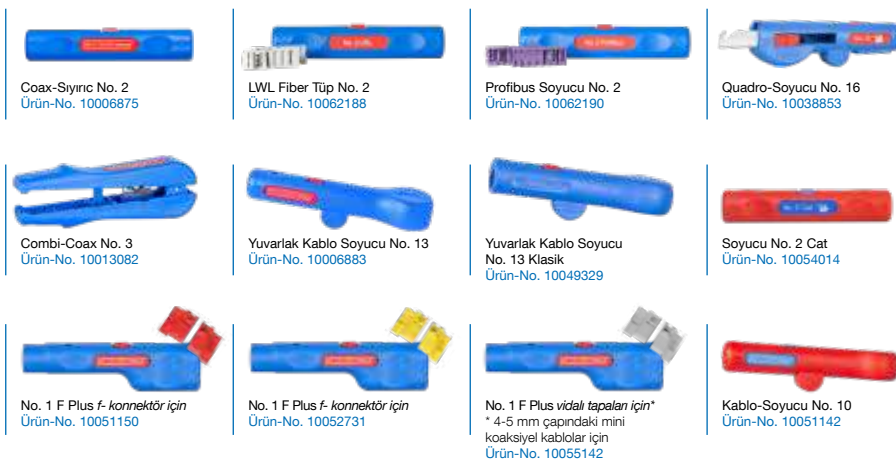 Coax-Sıyırıc No. 2
Ürün-No. 10006875
LWL Fiber Tüp No. 2
Ürün-No. 10062188
Profibus Soyucu No. 2
Ürün-No. 10062190
Quadro-Soyucu No. 16
Ürün-No. 10038853
Combi-Coax No. 3
Ürün-No. 10013082
Yuvarlak Kablo Soyucu No. 13
Ürün-No. 10006883
Yuvarlak Kablo Soyucu
No. 13 Klasik
Ürün-No. 10049329
Soyucu No. 2 Cat
Ürün-No. 10054014
No. 1 F Plus f- konnektör için
Ürün-No. 10051150
No. 1 F Plus f- konnektör için
Ürün-No. 10052731
No. 1 F Plus vidalı tapaları için*
* 4-5 mm çapındaki mini
koaksiyel kablolar için
Ürün-No. 10055142
Kablo-Soyucu No. 10
Ürün-No. 10051142